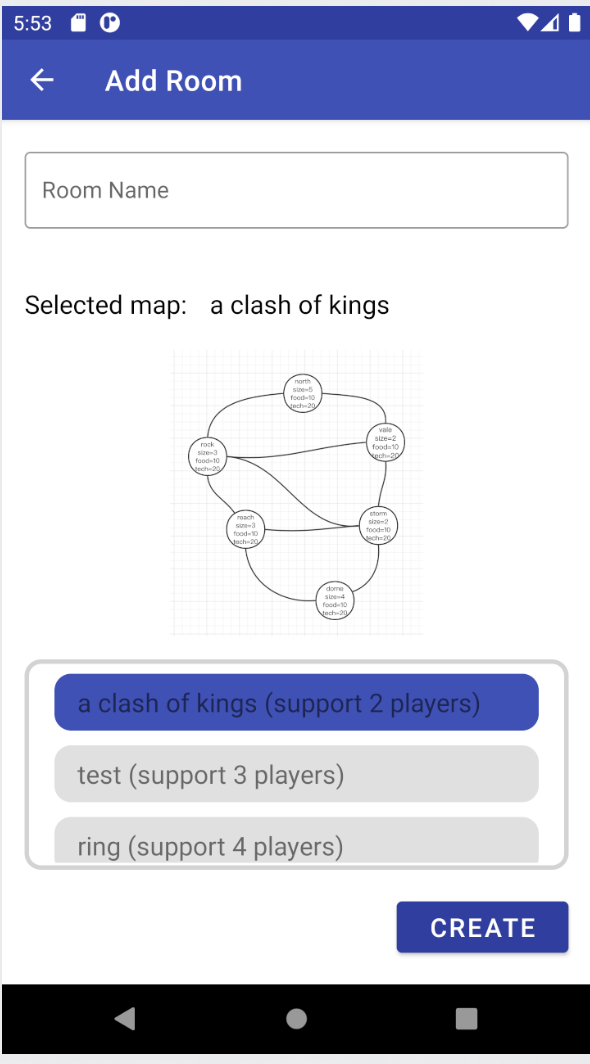 5:53
Add Room
Room Name
Selected map: a clash of kings
north
size=5
food=10
tech=20
vale
size=2
food=10
tech=20
rock
size=3
food=10
tech=20
reach
size=3
food=10
tech=20
storm
size=2
food=10
tech=20
dome
size=4
food=10
tech=20
a clash of kings (support 2 players)
test (support 3 players)
ring (support 4 players)
CREATE